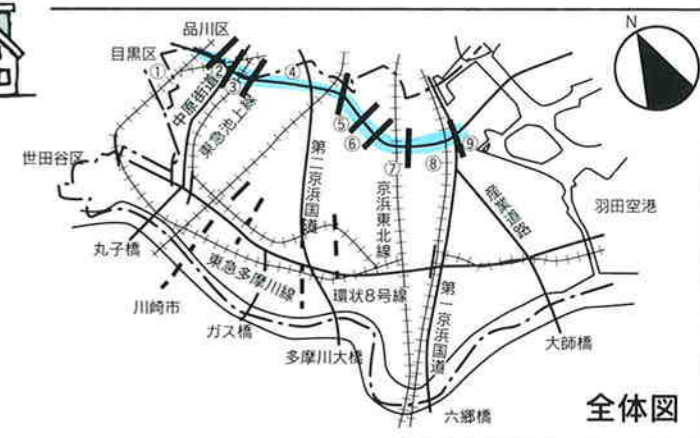 品川区
N
目黒区
①
②
③
④
中原街道
東急池上線
⑤
⑥
⑦
⑧
⑨
世田谷区
第二京浜国道
京浜東北線
産業道路
羽田空港
丸子橋
東急多摩川線
環状8号線
川崎市
ガス橋
第一京浜国道
多摩川大橋
大師橋
六郷橋
全体図